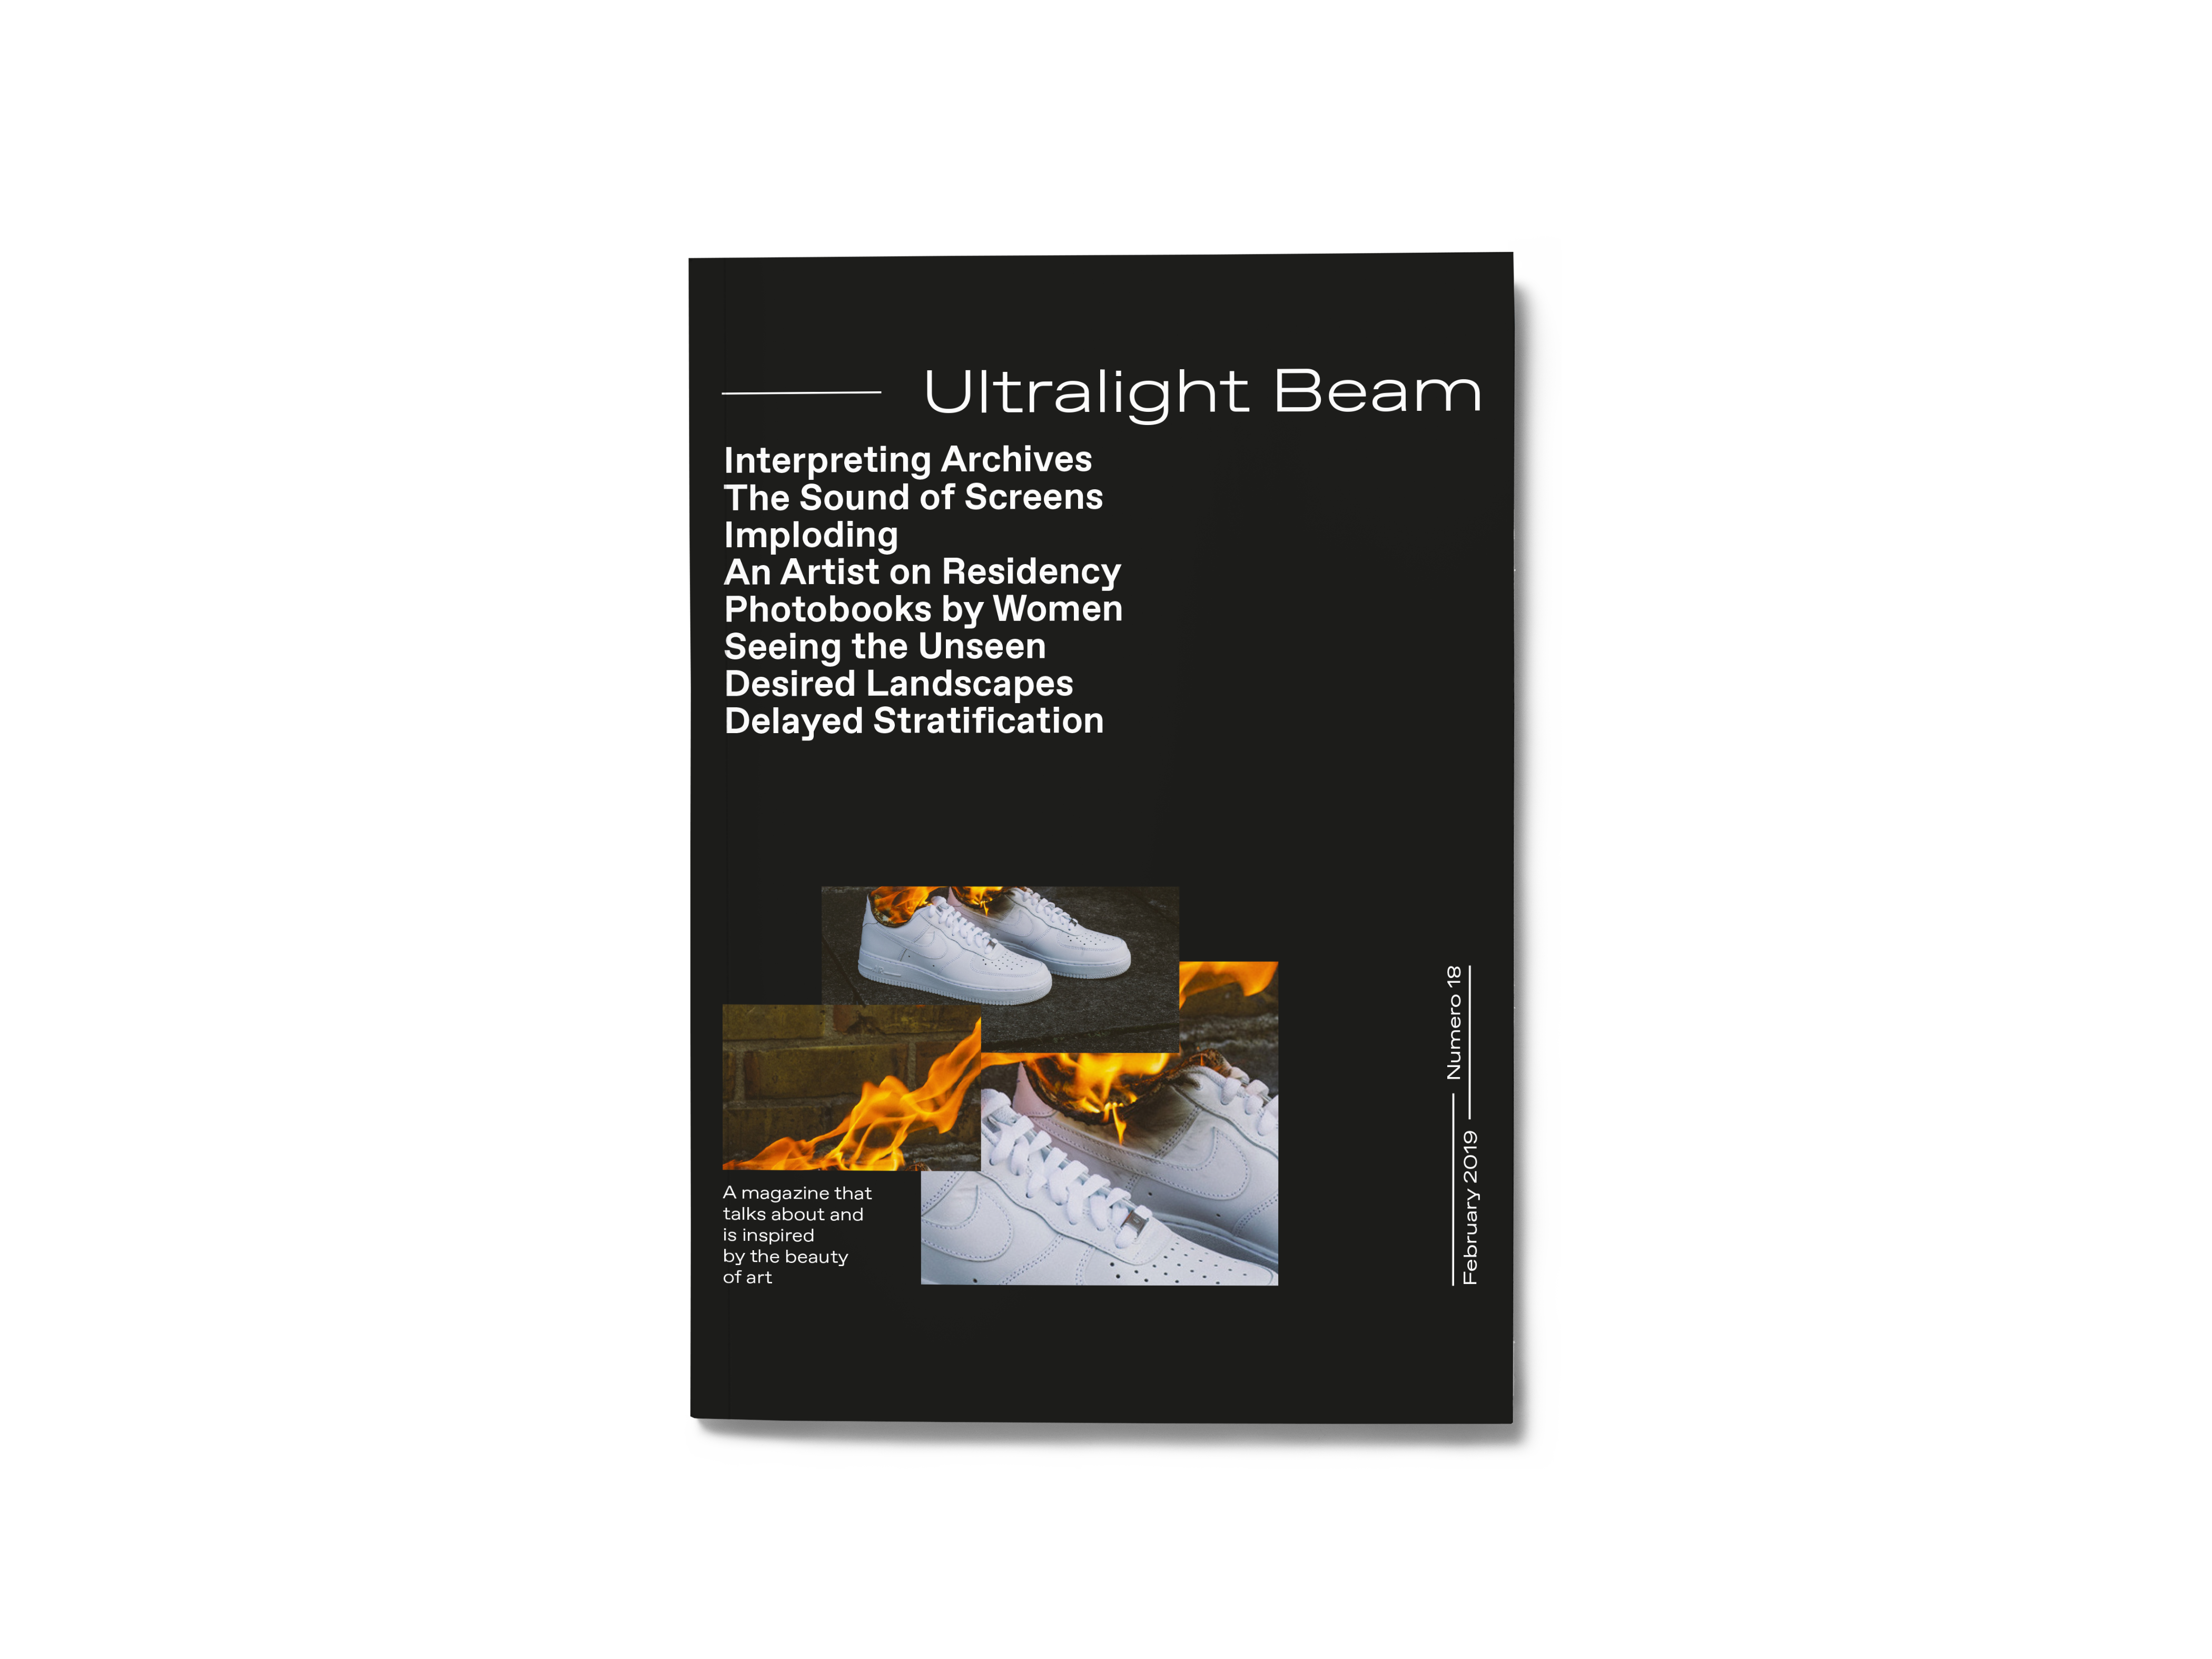 Ultralight Beam
Interpreting Archives
The Sound of Screens
Imploding
An Artist on Residency
Photobooks by Women
Seeing the Unseen
Desired Landscapes
Delayed Stratification
A magazine that
talks about and
is inspired
by the beauty
of art
Numero 18
February 2019